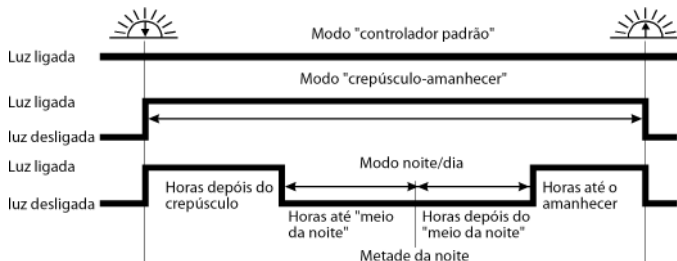 Modo "controlador padrão"
Luz ligada
Modo "crepúsculo-amanhecer"
Luz ligada
luz desligada
Luz ligada
Modo noite/dia
Horas depóis do
crepúsculo
Horas até o
amanhecer
luz desligada
Horas até "meio
da noite"
Horas depóis do
"meio da noite"
Metade da noite